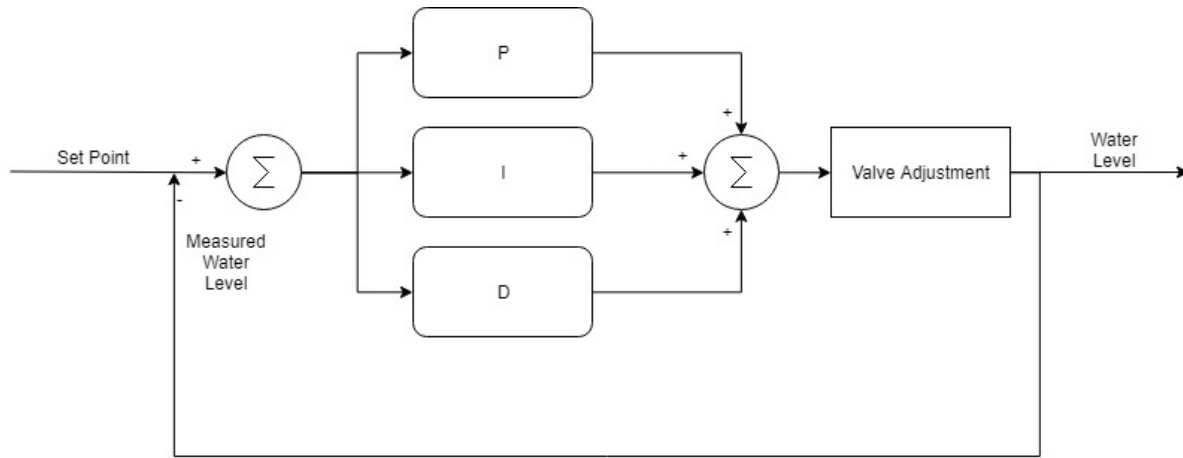 P
+
Set Point
+
Σ
I
+
Σ
Valve Adjustment
Water
Level
-
Measured
Water
Level
+
D